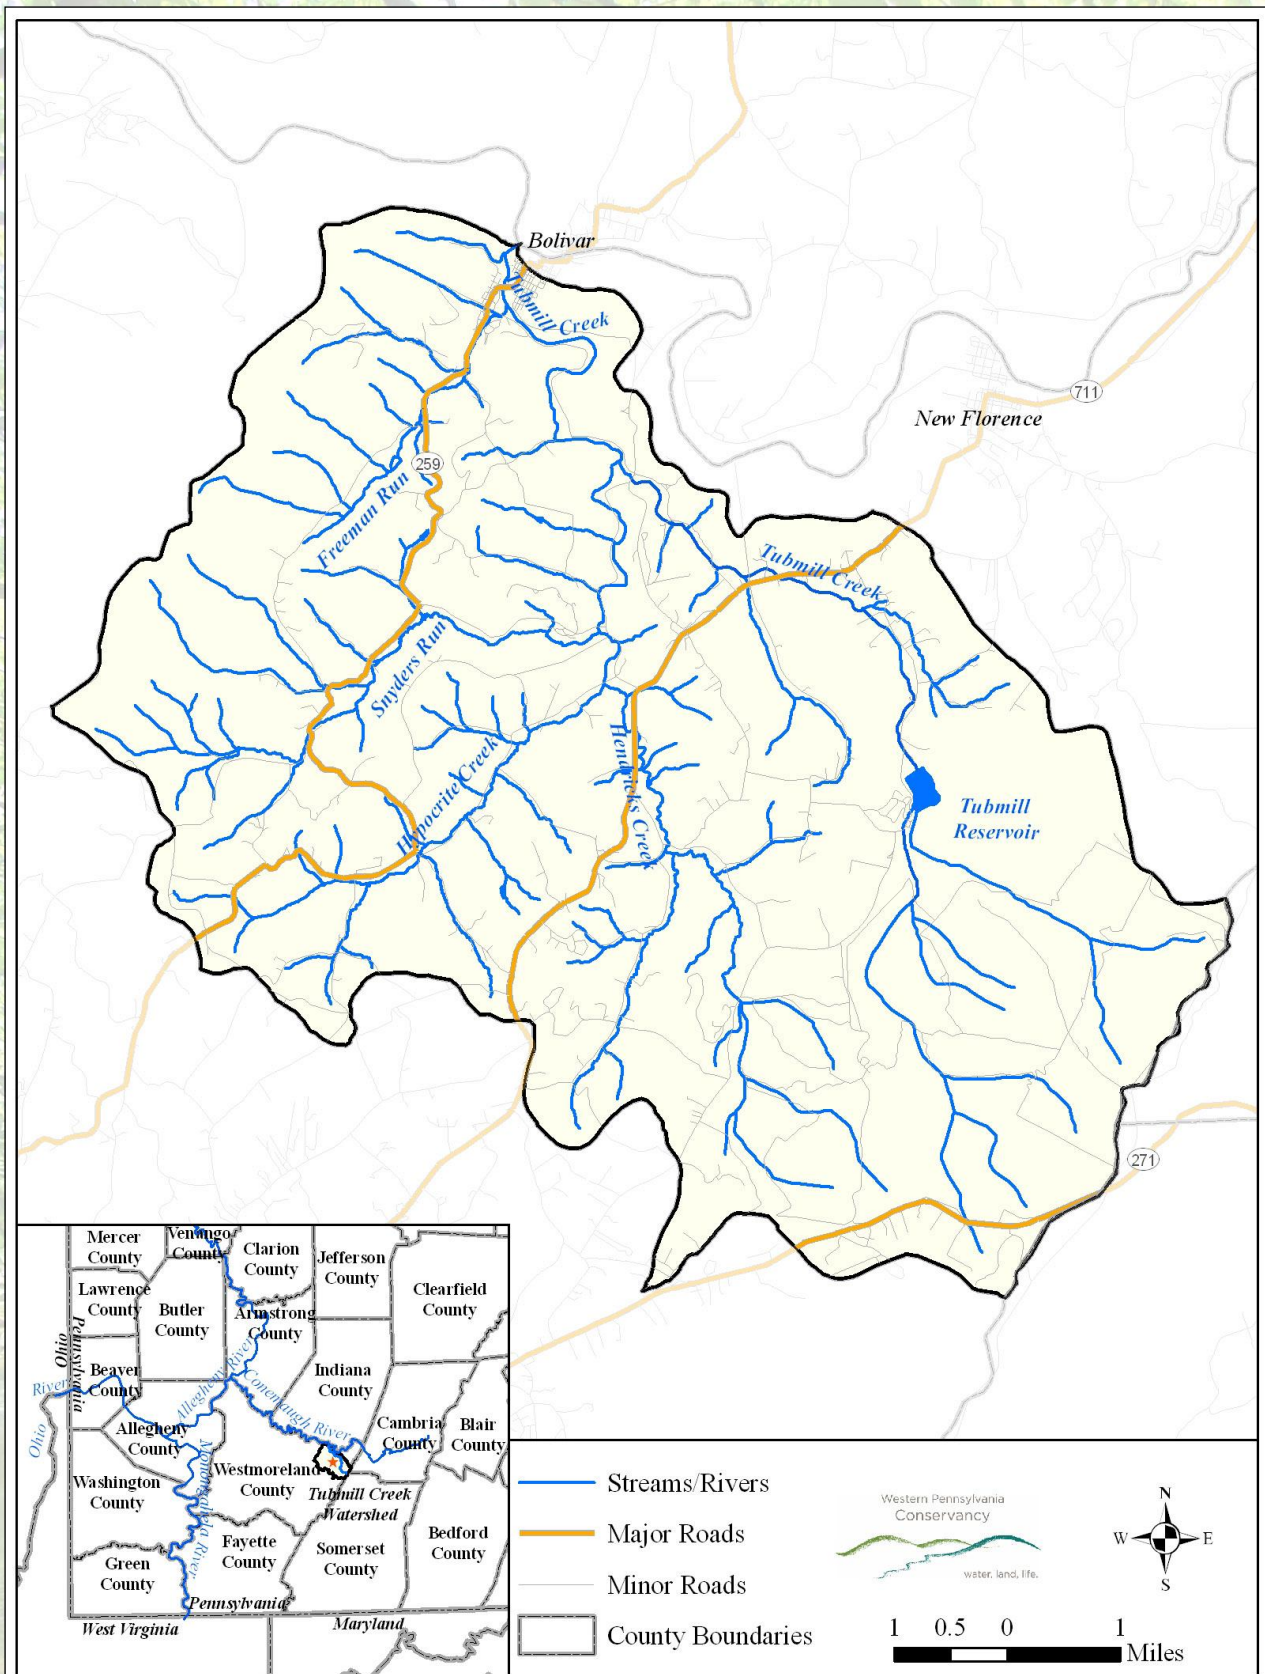 Bolivar
Tubmill Creek
711
New Florence
259
Freeman Run
Tubmill Creek
Snyders Run
Hypocrite Creek
Hendricks Creek
Tubmill
Reservoir
271
Mercer
County
Venango
County
Clarion
County
Jefferson
County
Clearfield
County
Lawrence
County
Butler
County
Armstrong
County
Pennsylvania
Ohio
Beaver
County
Indiana
County
River
Ohio
Allegheny River
Conemaugh River
Allegheny
County
Cambria
County
Blair
County
Washington
County
Monongahela River
Westmoreland
County
Tubmill Creek
Watershed
Fayette
County
Somerset
County
Bedford
County
Green
County
Pennsylvania
West Virginia
Maryland
Streams/Rivers
Major Roads
Minor Roads
County Boundaries
Western Pennsylvania
Conservancy
water, land, life.
N
W E
S
1 0.5 0 1
Miles